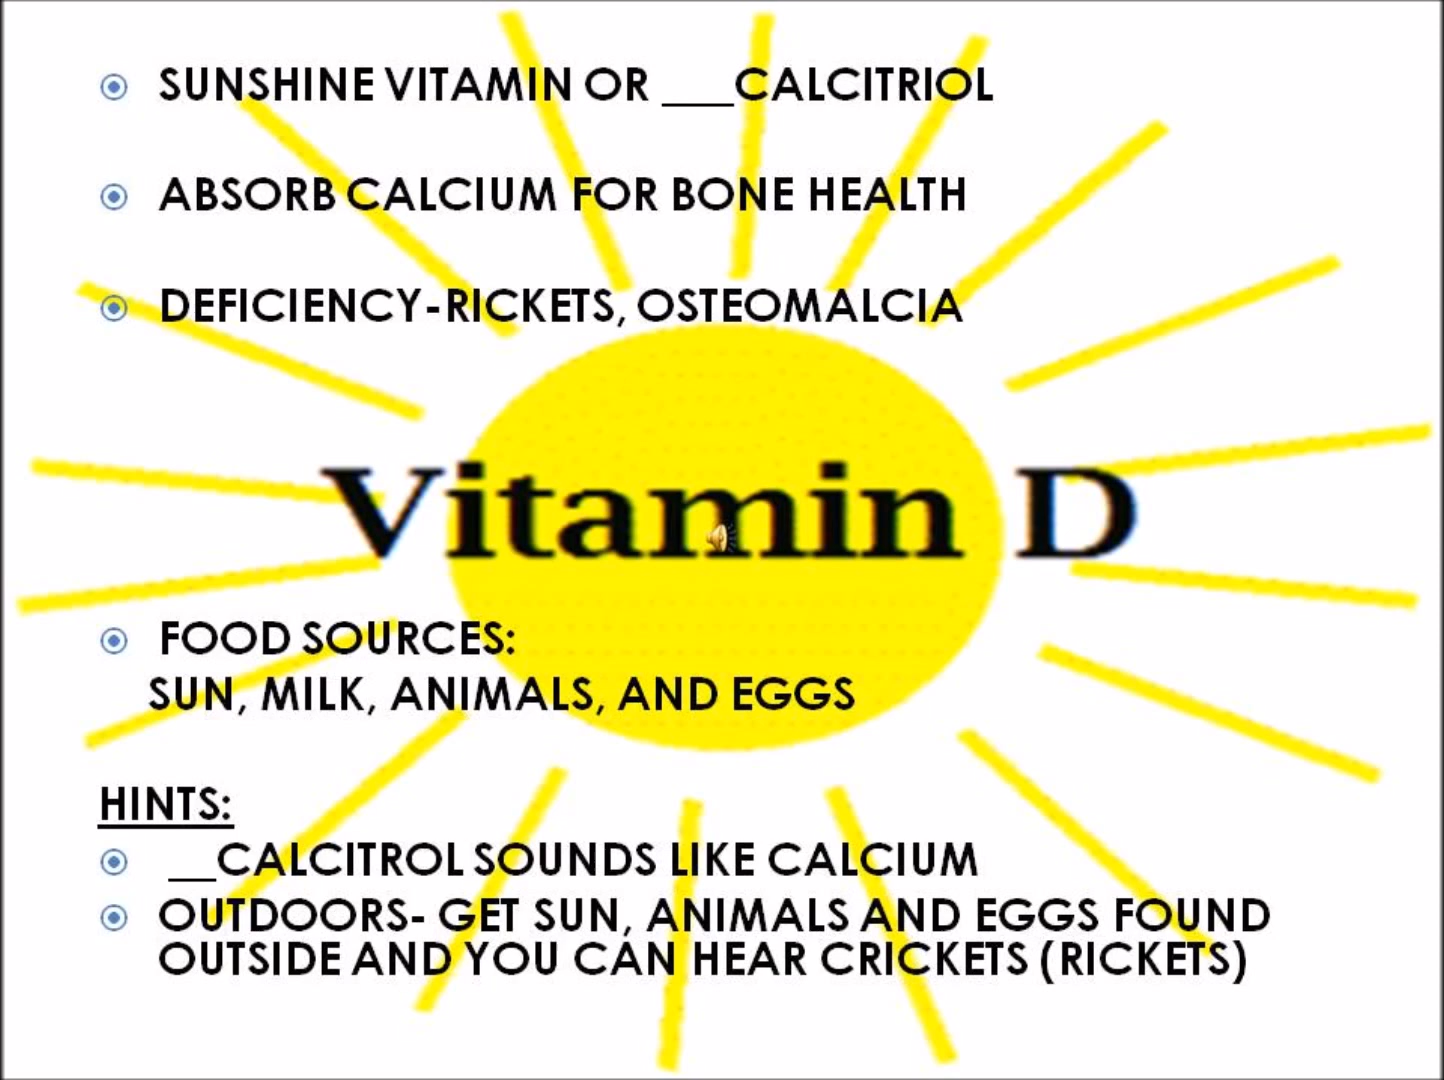 SUNSHINE VITAMIN OR ___CALCITRIOL
ABSORB CALCIUM FOR BONE HEALTH
DEFICIENCY-RICKETS, OSTEOMALCIA
Vitamin D
FOOD SOURCES:
SUN, MILK, ANIMALS, AND EGGS
HINTS:
__CALCITROL SOUNDS LIKE CALCIUM
OUTDOORS- GET SUN, ANIMALS AND EGGS FOUND
OUTSIDE AND YOU CAN HEAR CRICKETS (RICKETS)